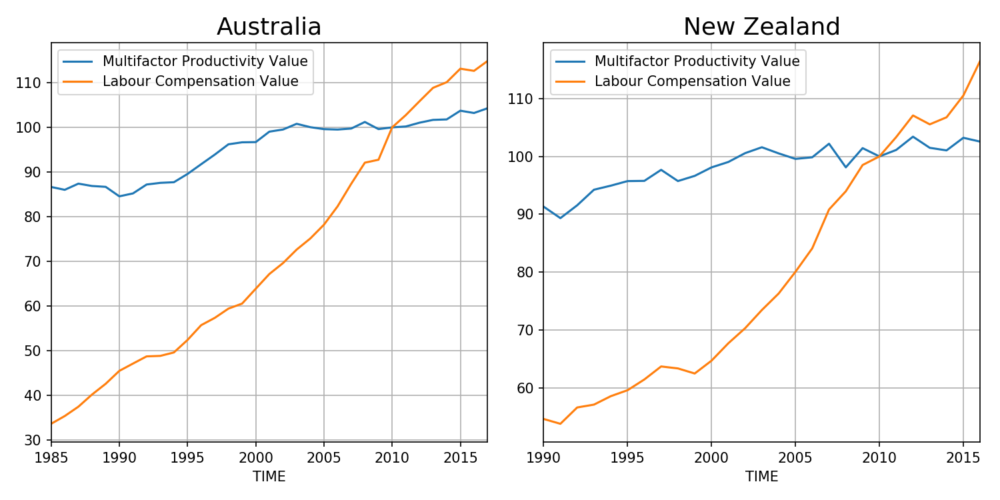 Australia
Multifactor Productivity Value
Labour Compensation Value
110
100
90
80
70
60
50
40
30
1985 1990 1995 2000 2005 2010 2015
TIME
New Zealand
Multifactor Productivity Value
Labour Compensation Value
110
100
90
80
70
60
1990 1995 2000 2005 2010 2015
TIME